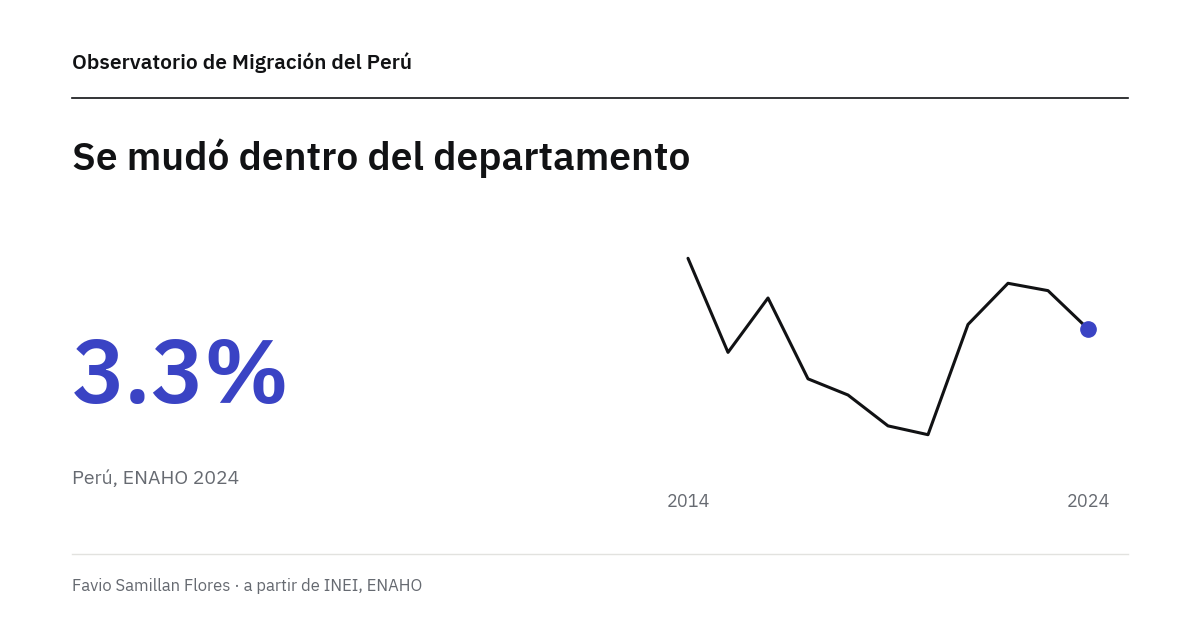 Observatorio de Migración del Perú
Se mudó dentro del departamento
3.3%
Perú, ENAHO 2024
2014
2024
Favio Samillan Flores · a partir de INEI, ENAHO